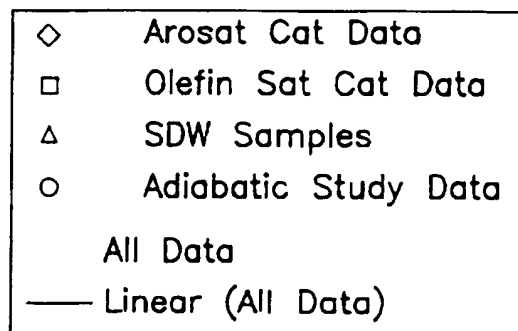 Arosat Cat Data
Olefin Sat Cat Data
SDW Samples
Adiabatic Study Data
All Data
Linear (All Data)